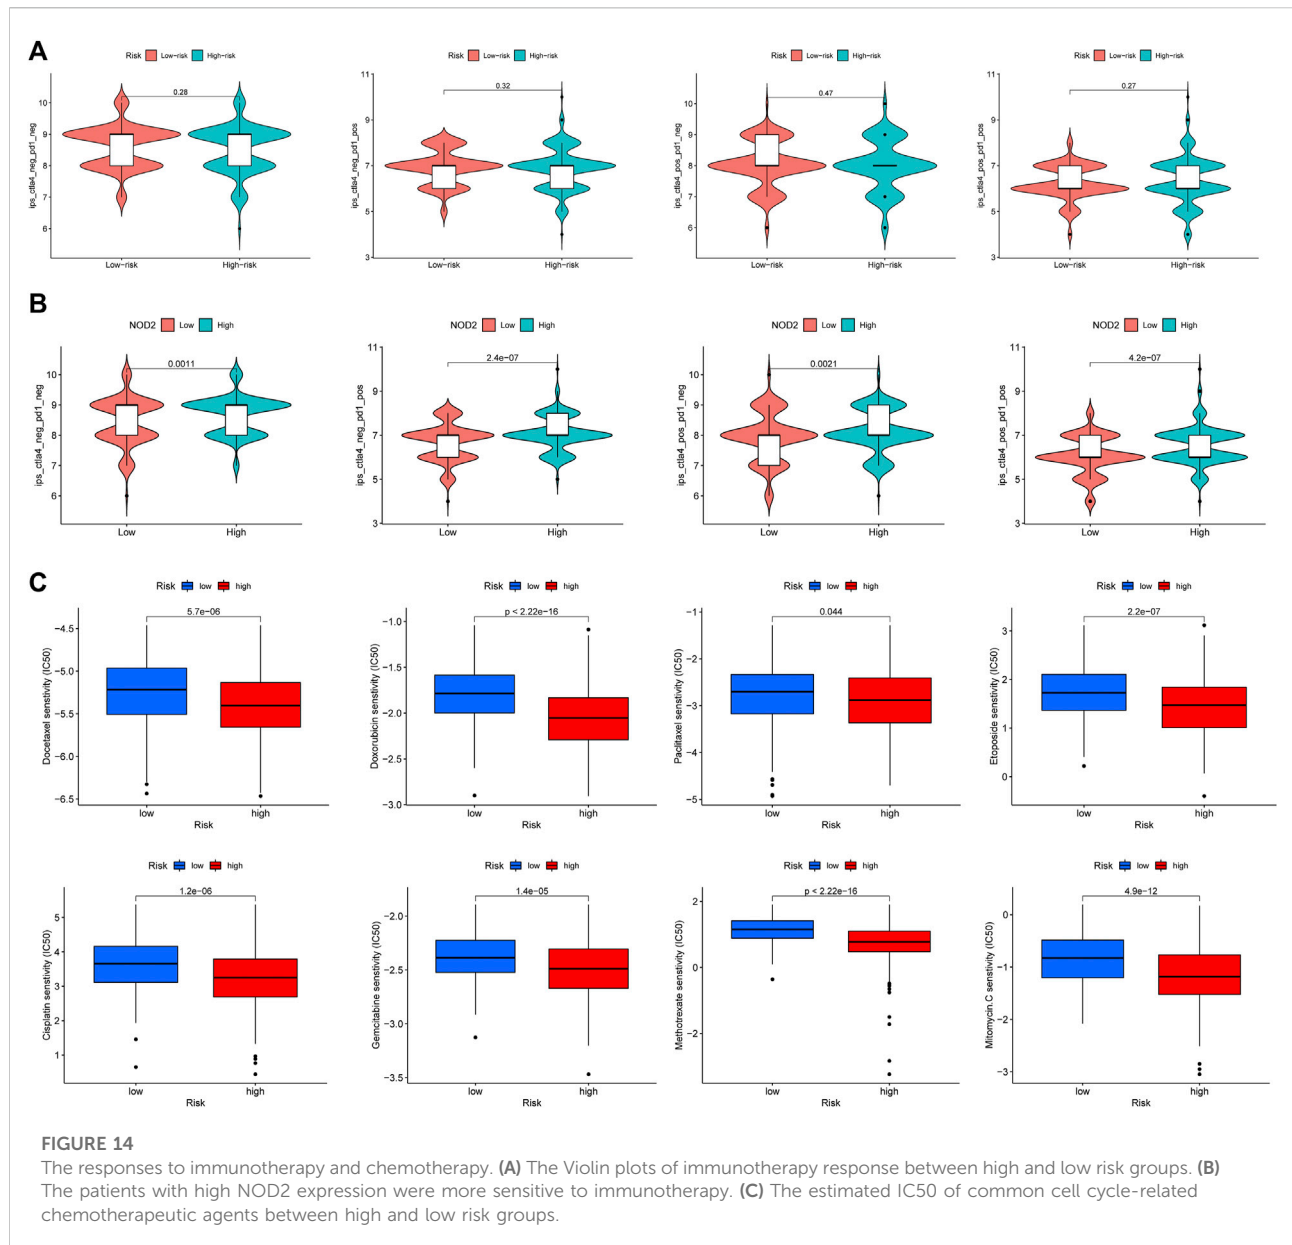 A
Risk Low-risk High-risk
Risk Low-risk High-risk
Risk Low-risk High-risk
Risk Low-risk High-risk
ips_ctla4_neg_pd1_neg
10
9
8
7
6
0.28
Low-risk High-risk
ips_ctla4_neg_pd1_pos
11
9
7
5
3
0.32
Low-risk High-risk
ips_ctla4_pos_pd1_neg
10
9
8
7
6
0.47
Low-risk High-risk
ips_ctla4_pos_pd1_pos
11
9
7
5
3
0.27
Low-risk High-risk
B
NOD2 Low High
NOD2 Low High
NOD2 Low High
NOD2 Low High
ips_ctla4_neg_pd1_neg
10
9
8
7
6
0.0011
Low High
ips_ctla4_neg_pd1_pos
11
9
7
5
3
2.4e-07
Low High
ips_ctla4_pos_pd1_neg
10
9
8
7
6
0.0021
Low High
ips_ctla4_pos_pd1_pos
11
9
7
5
3
4.2e-07
Low High
C
Risk low high
Risk low high
Risk low high
Risk low high
Docetaxel senstivity (IC50)
−4.5
−5.0
−5.5
−6.0
−6.5
5.7e-06
low high
Risk
Doxorubicin senstivity (IC50)
−1.0
−1.5
−2.0
−2.5
−3.0
p < 2.22e-16
low high
Risk
Paclitaxel senstivity (IC50)
−1
−2
−3
−4
−5
0.044
low high
Risk
Etoposide senstivity (IC50)
3
2
1
0
2.2e-07
low high
Risk
Risk low high
Risk low high
Risk low high
Risk low high
Cisplatin senstivity (IC50)
5
4
3
2
1
1.2e-06
low high
Risk
Gemcitabine senstivity (IC50)
−2.0
−2.5
−3.0
−3.5
1.4e-05
low high
Risk
Methotrexate senstivity (IC50)
2
0
−2
p < 2.22e-16
low high
Risk
Mitomycin.C senstivity (IC50)
0
−1
−2
−3
4.9e-12
low high
Risk
FIGURE 14
The responses to immunotherapy and chemotherapy. (A) The Violin plots of immunotherapy response between high and low risk groups. (B)
The patients with high NOD2 expression were more sensitive to immunotherapy. (C) The estimated IC50 of common cell cycle-related
chemotherapeutic agents between high and low risk groups.